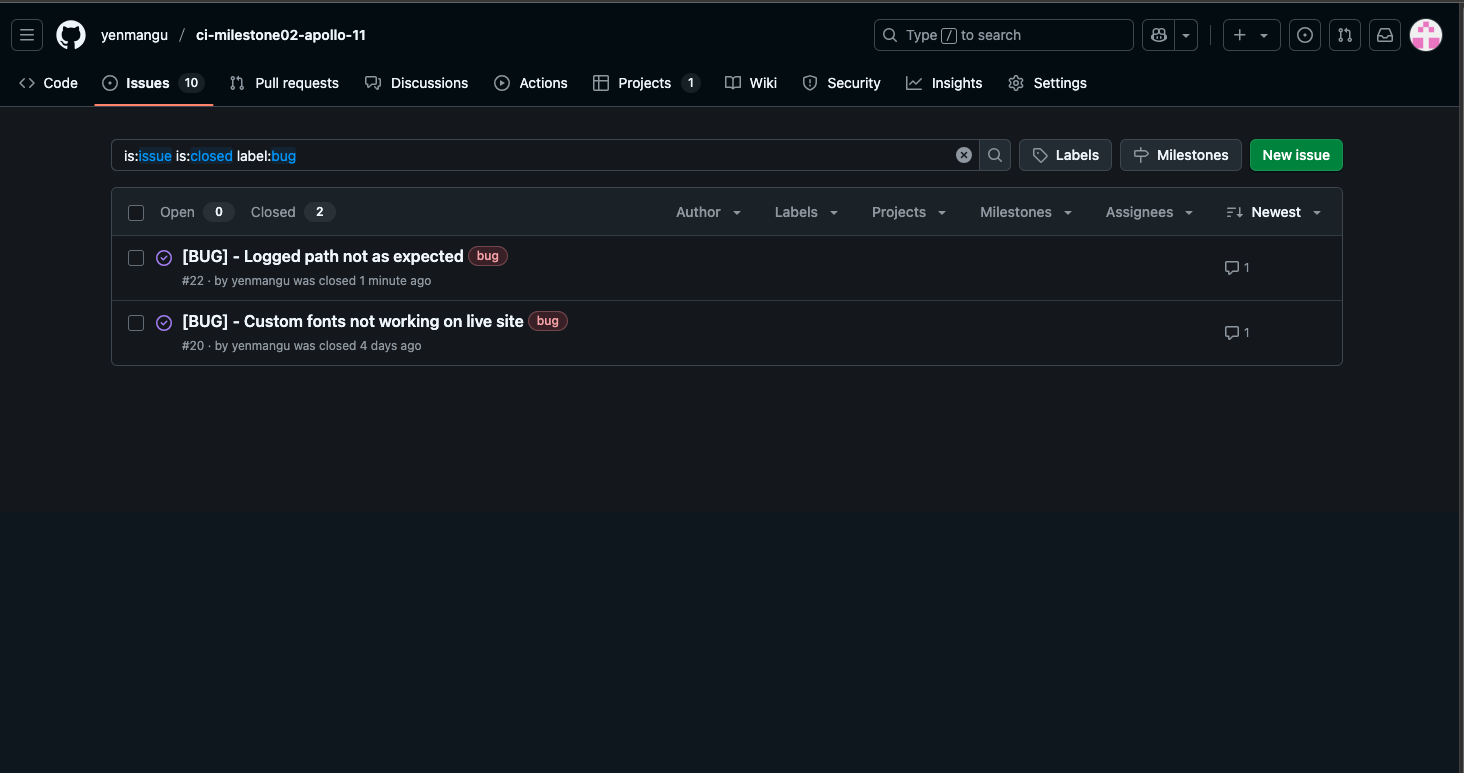 yenmangu / ci-milestone02-apollo-11 Type / to search
Code Issues 10 Pull requests Discussions Actions Projects 1 Wiki Security Insights Settings
is:issue is:closed label:bug Labels Milestones New issue
Open 0 Closed 2 Author Labels Projects Milestones Assignees Newest
[BUG] - Logged path not as expected bug
#22 · by yenmangu was closed 1 minute ago 1
[BUG] - Custom fonts not working on live site bug
#20 · by yenmangu was closed 4 days ago 1